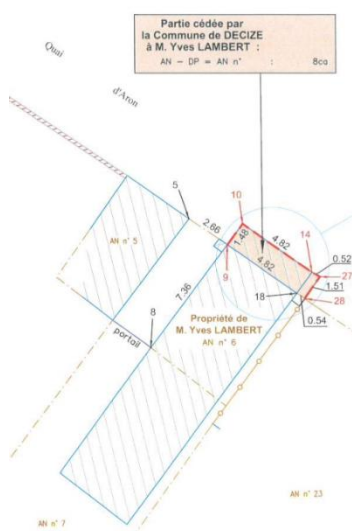 Partie cédée par
la Commune de DECIZE
à M. Yves LAMBERT :
AN - DP = AN n° : 8ca
Quai
d'Aron
5
10
2.66
1.48
4.82
14
0.52
9
4.82
27
AN n° 5
7.36
18
1.51
28
Propriété de
M. Yves LAMBERT
AN n° 6
0.54
8
portail
AN n° 23
AN n° 7